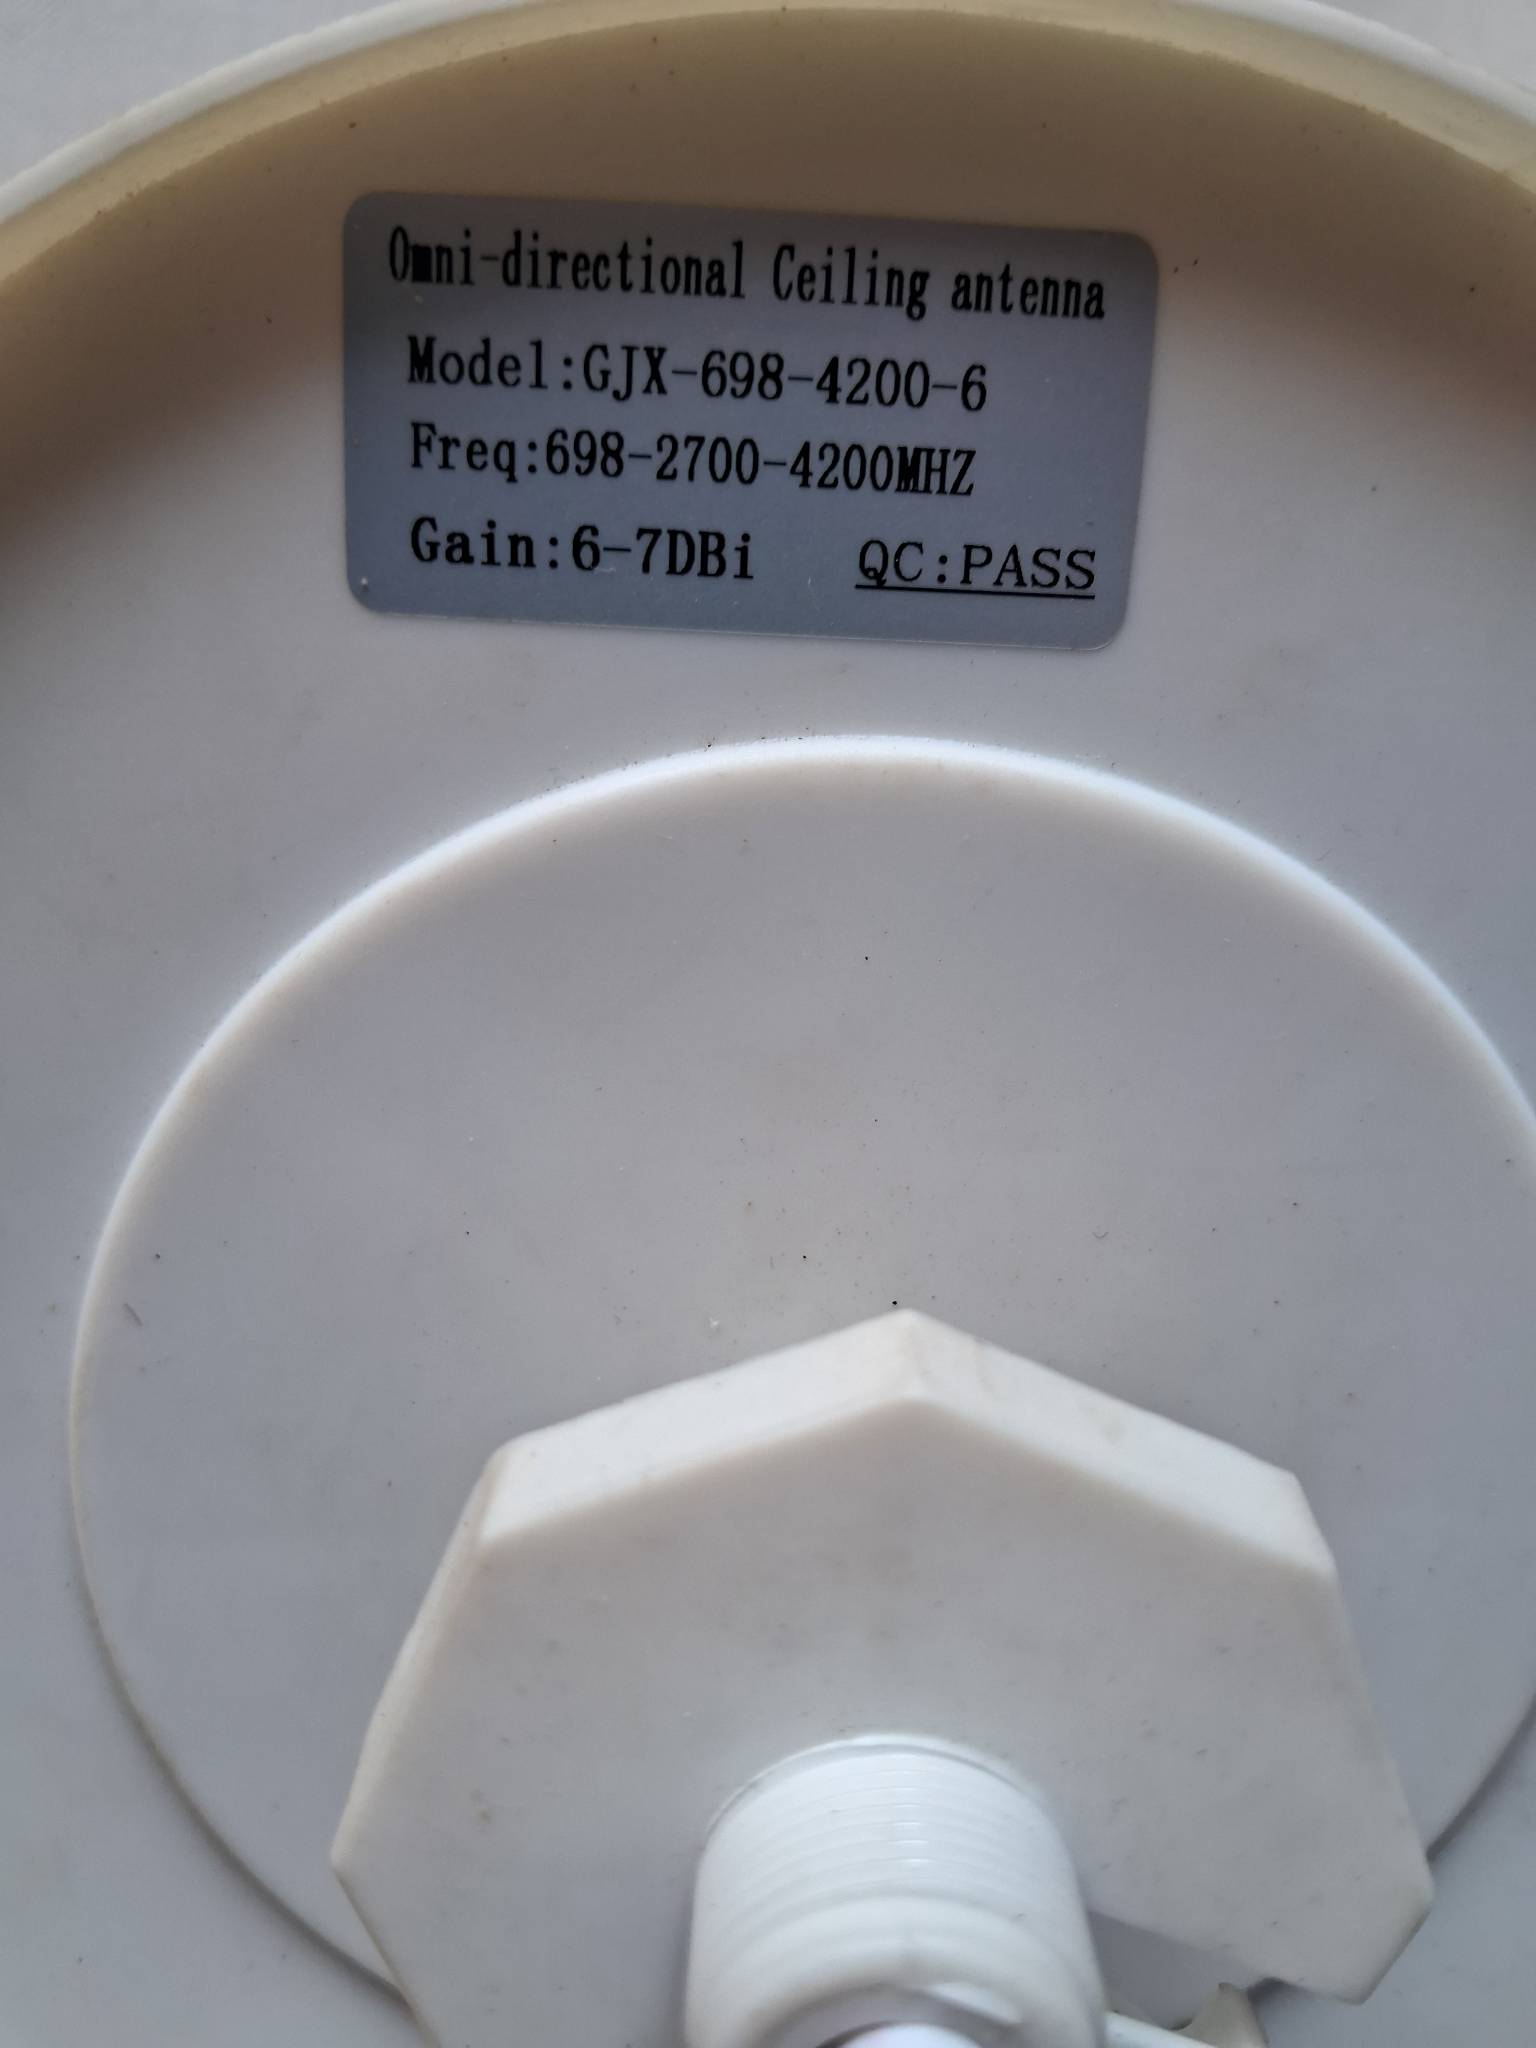 Omni-directional Ceiling antenna
Model:GJX-698-4200-6
Freq:698-2700-4200MHZ
Gain:6-7DBi QC:PASS